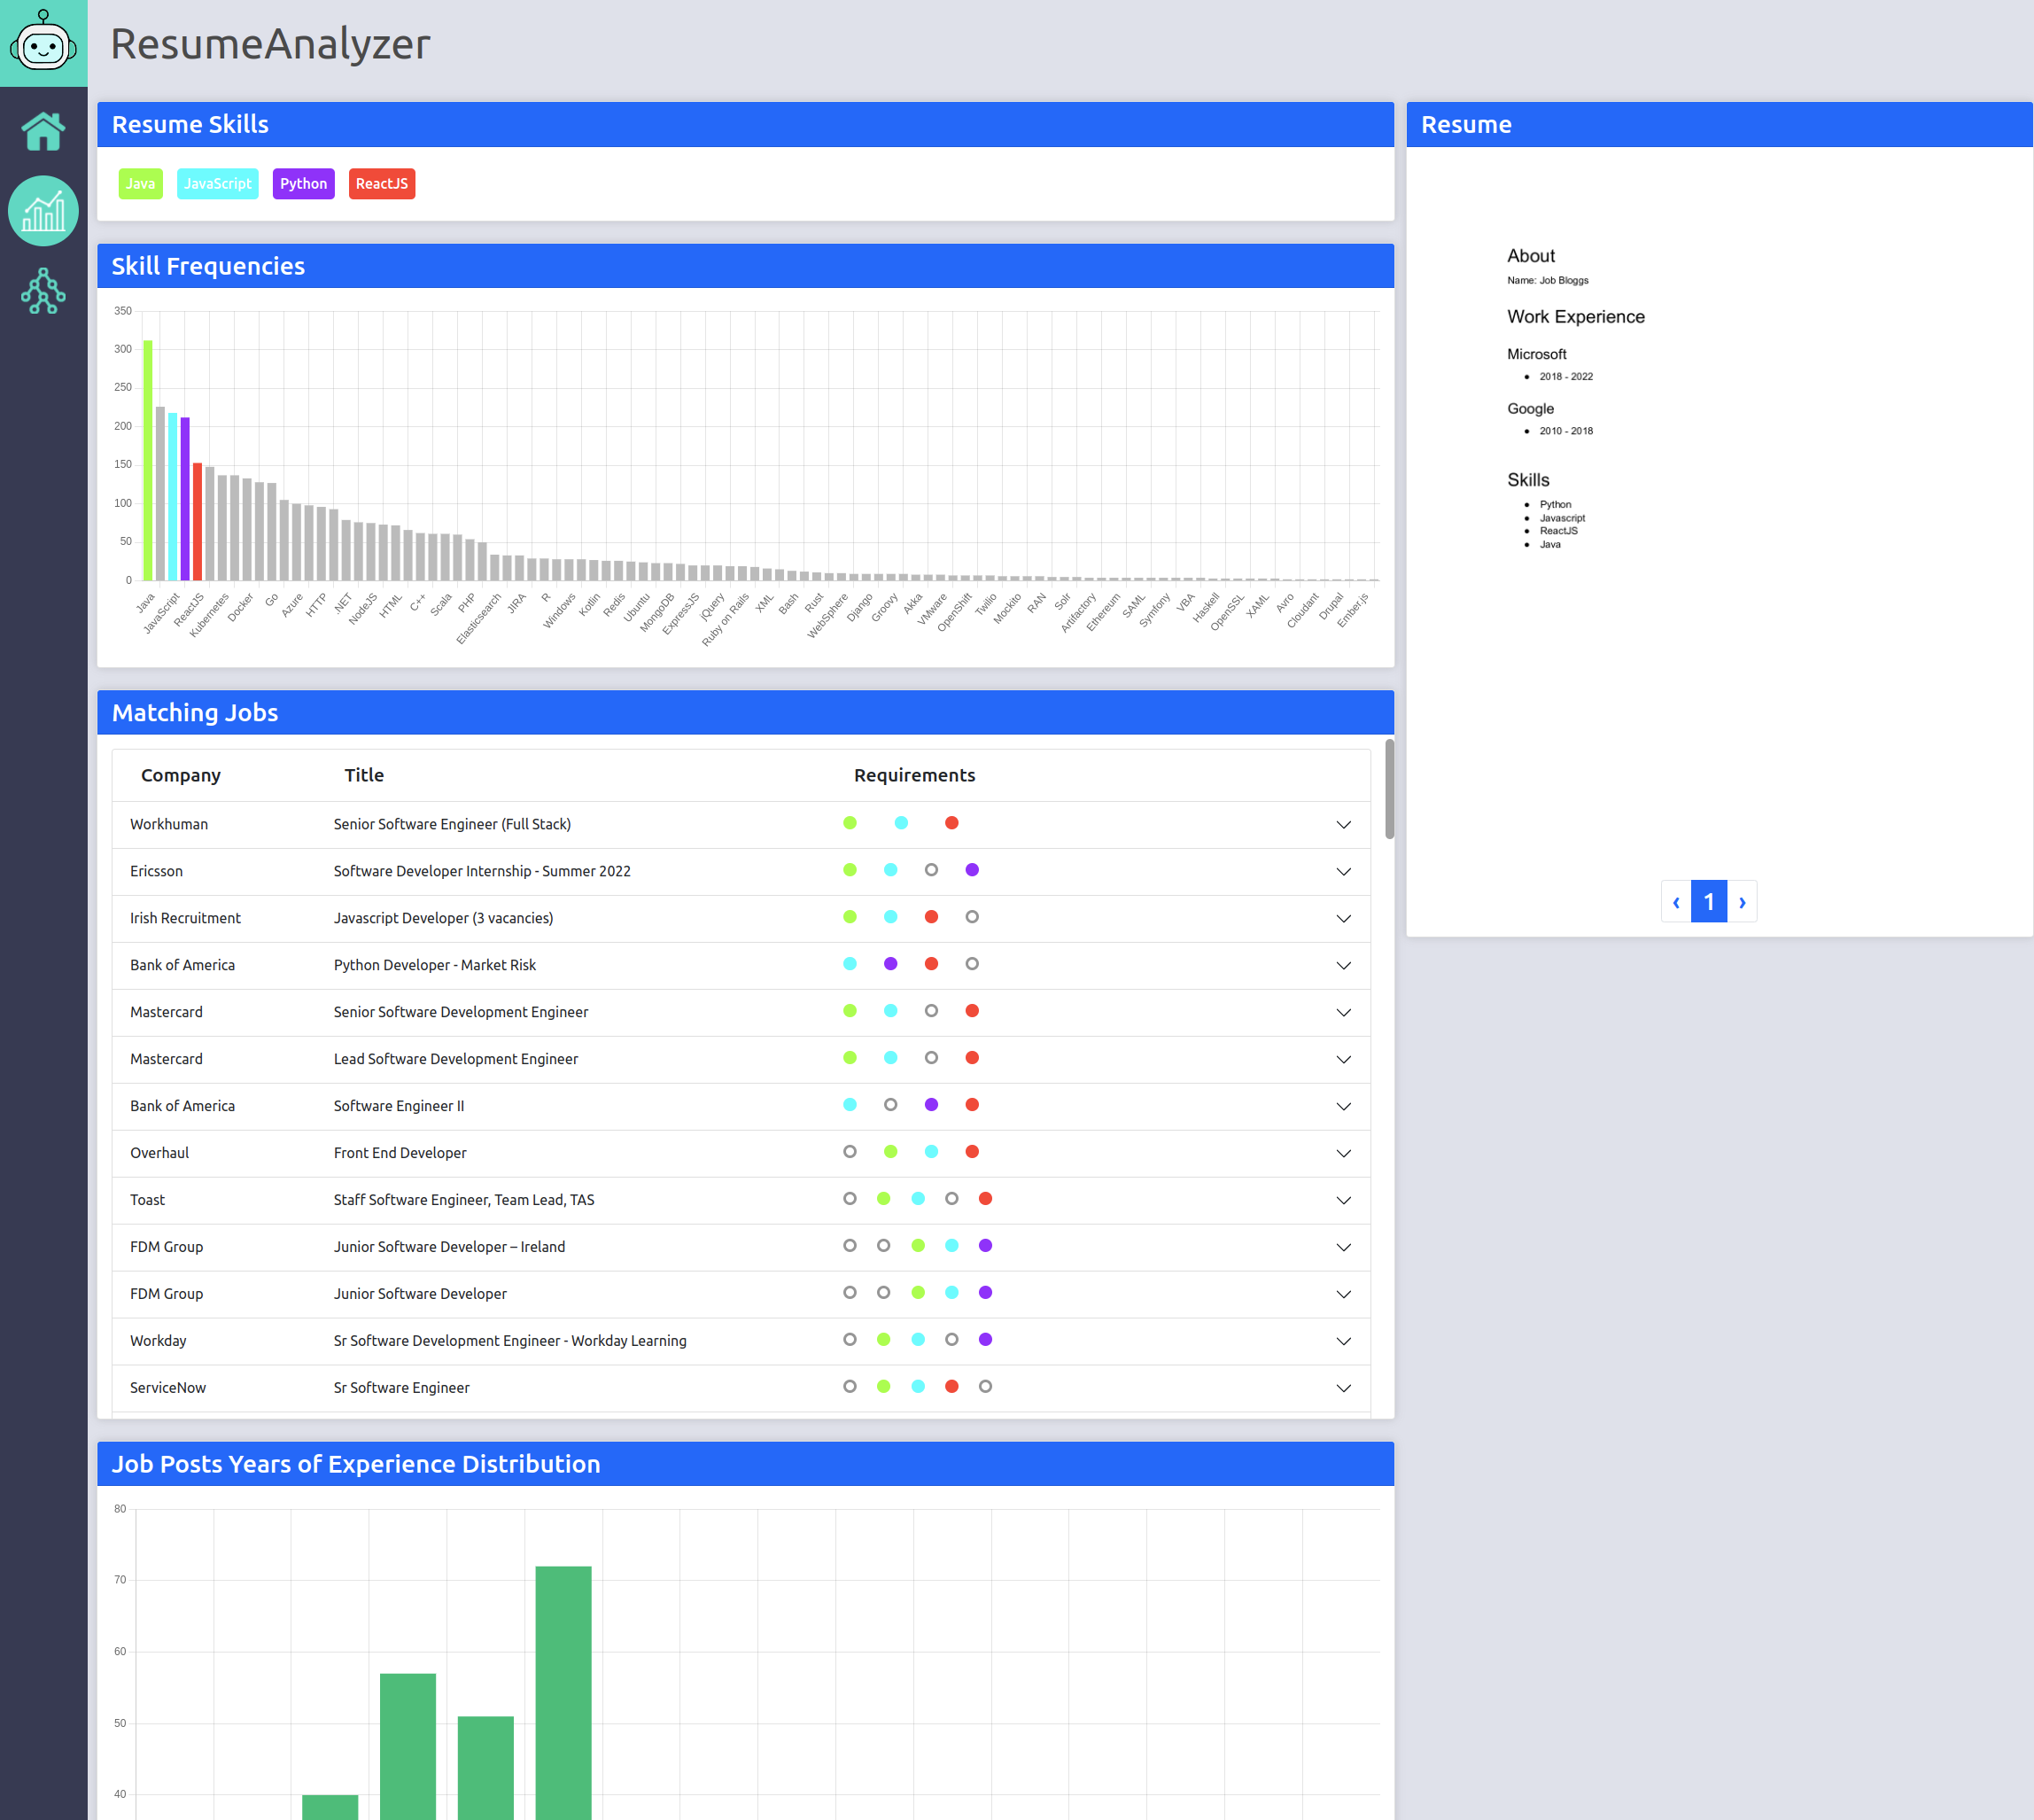 ResumeAnalyzer
Resume Skills
Java JavaScript Python ReactJS
Skill Frequencies
350
300
250
200
150
100
50
0
Java JavaScript ReactJS Kubernetes Docker Go Azure HTTP .NET NodeJS HTML C++ Scala PHP Elasticsearch JIRA R Windows Kotlin Redis Ubuntu MongoDB ExpressJS jQuery Ruby on Rails XML Bash Rust WebSphere Django Groovy Akka VMware OpenShift Twilio Mockito RAN Solr Artifactory Ethereum SAML Symfony VBA Haskell OpenSSL XAML Avro Cloudant Drupal Ember.js
Matching Jobs
Company Title Requirements
Workhuman Senior Software Engineer (Full Stack)
Ericsson Software Developer Internship - Summer 2022
Irish Recruitment Javascript Developer (3 vacancies)
Bank of America Python Developer - Market Risk
Mastercard Senior Software Development Engineer
Mastercard Lead Software Development Engineer
Bank of America Software Engineer II
Overhaul Front End Developer
Toast Staff Software Engineer, Team Lead, TAS
FDM Group Junior Software Developer – Ireland
FDM Group Junior Software Developer
Workday Sr Software Development Engineer - Workday Learning
ServiceNow Sr Software Engineer
Job Posts Years of Experience Distribution
80
70
60
50
40
Resume
About
Name: Job Bloggs
Work Experience
Microsoft
● 2018 - 2022
Google
● 2010 - 2018
Skills
● Python
● Javascript
● ReactJS
● Java
‹ 1 ›